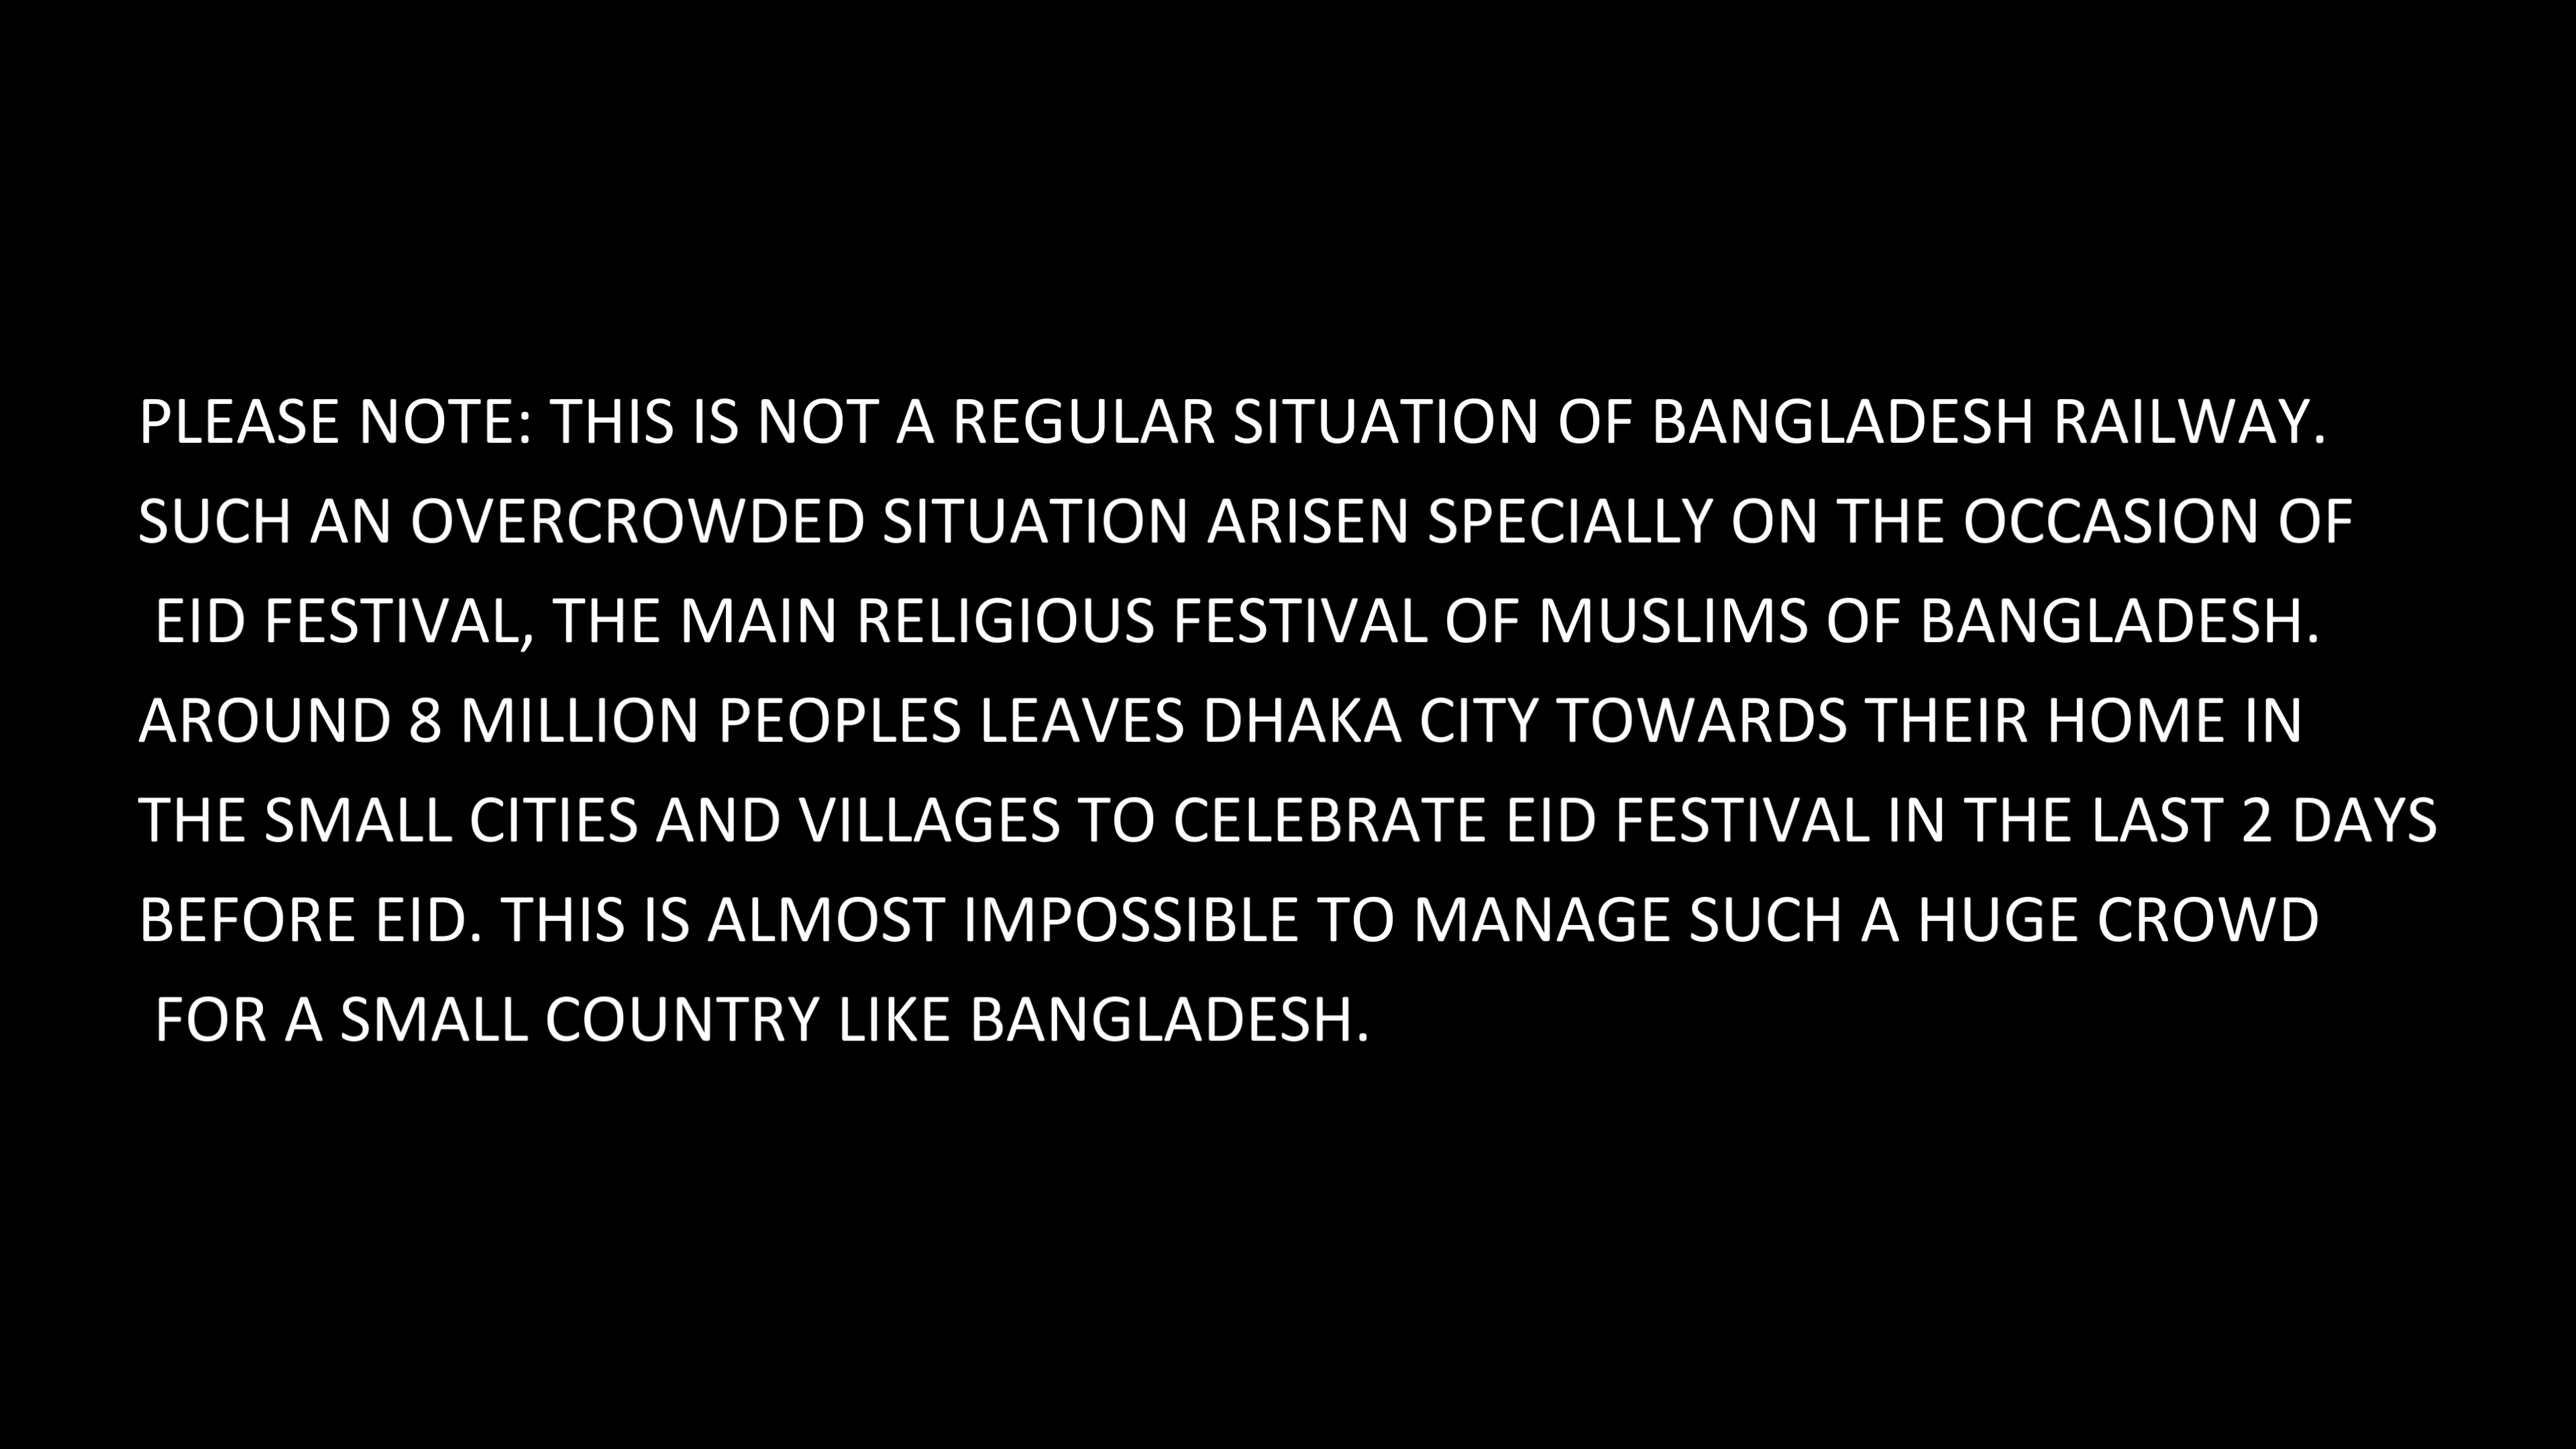 PLEASE NOTE: THIS IS NOT A REGULAR SITUATION OF BANGLADESH RAILWAY.
SUCH AN OVERCROWDED SITUATION ARISEN SPECIALLY ON THE OCCASION OF
EID FESTIVAL, THE MAIN RELIGIOUS FESTIVAL OF MUSLIMS OF BANGLADESH.
AROUND 8 MILLION PEOPLES LEAVES DHAKA CITY TOWARDS THEIR HOME IN
THE SMALL CITIES AND VILLAGES TO CELEBRATE EID FESTIVAL IN THE LAST 2 DAYS
BEFORE EID. THIS IS ALMOST IMPOSSIBLE TO MANAGE SUCH A HUGE CROWD
FOR A SMALL COUNTRY LIKE BANGLADESH.